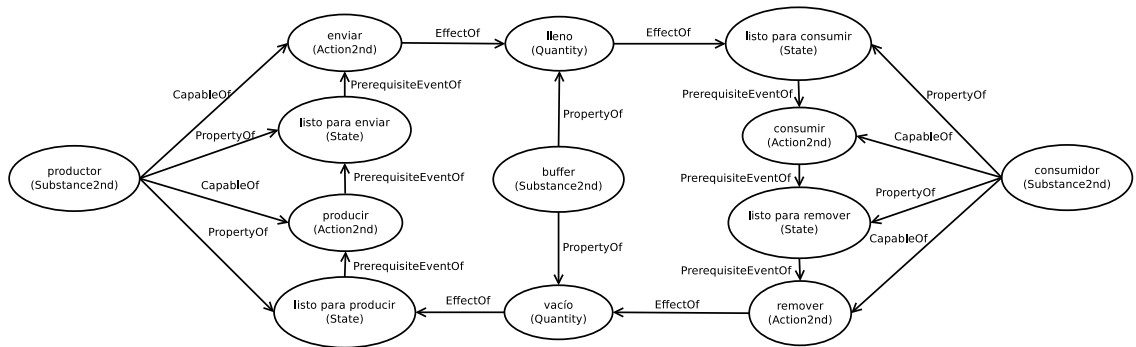 enviar
(Action2nd)
EffectOf
lleno
(Quantity)
EffectOf
listo para consumir
(State)
CapableOf
PrerequisiteEventOf
PrerequisiteEventOf
PropertyOf
listo para enviar
(State)
PropertyOf
PropertyOf
consumir
(Action2nd)
CapableOf
productor
(Substance2nd)
CapableOf
PrerequisiteEventOf
buffer
(Substance2nd)
PrerequisiteEventOf
PropertyOf
consumidor
(Substance2nd)
producir
(Action2nd)
listo para remover
(State)
PropertyOf
PropertyOf
CapableOf
PrerequisiteEventOf
PrerequisiteEventOf
listo para producir
(State)
EffectOf
vacío
(Quantity)
EffectOf
remover
(Action2nd)